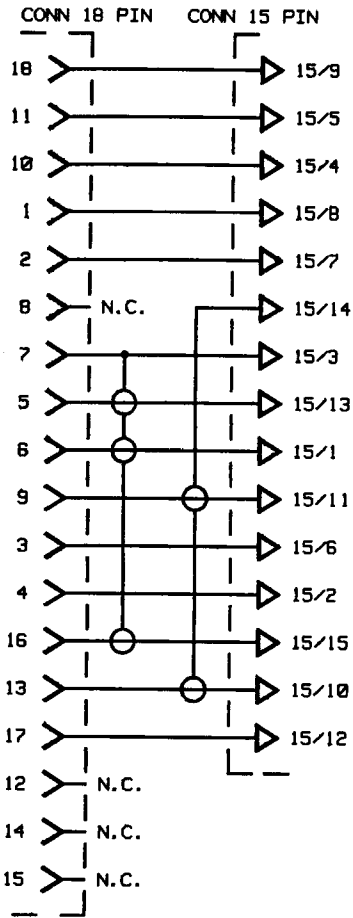 CONN 18 PIN CONN 15 PIN
18 15/9
11 15/5
10 15/4
1 15/8
2 15/7
8 N.C. 15/14
7 15/3
5 15/13
6 15/1
9 15/11
3 15/6
4 15/2
16 15/15
13 15/10
17 15/12
12 N.C.
14 N.C.
15 N.C.